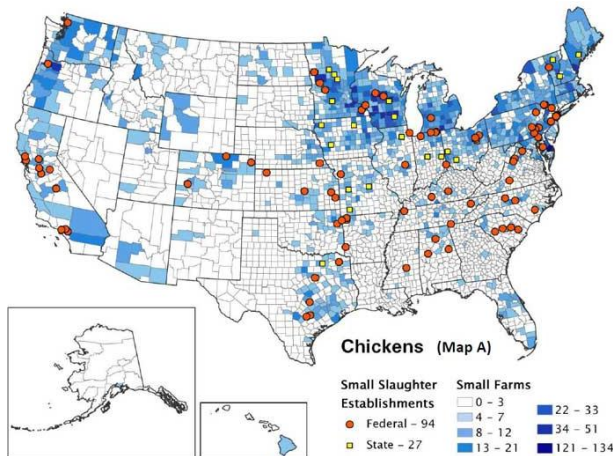 Chickens (Map A)
Small Slaughter
Establishments
Federal – 94
State – 27
Small Farms
0 – 3
4 – 7
8 – 12
13 – 21
22 – 33
34 – 51
121 – 134